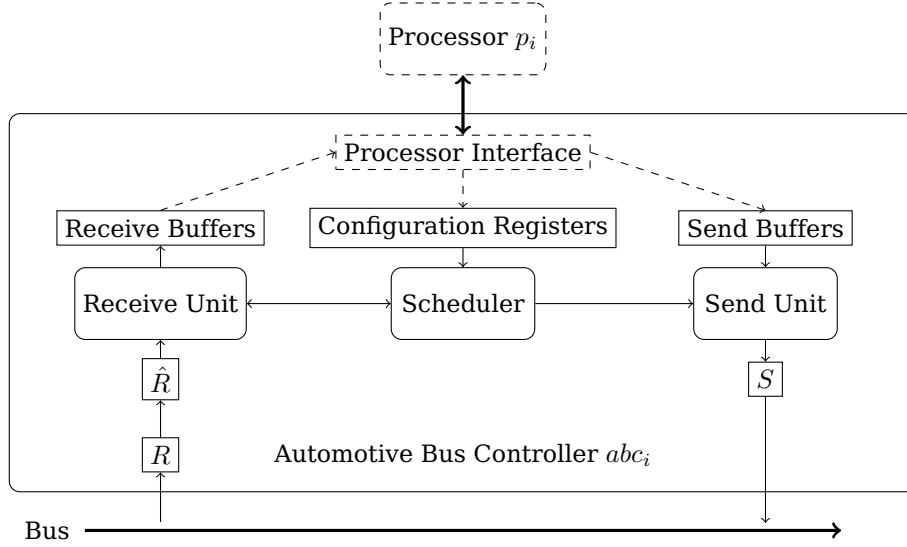 Processor $p_i$
Processor Interface
Receive Buffers
Configuration Registers
Send Buffers
Receive Unit
Scheduler
Send Unit
$\hat{R}$
$S$
$R$
Automotive Bus Controller $abc_i$
Bus